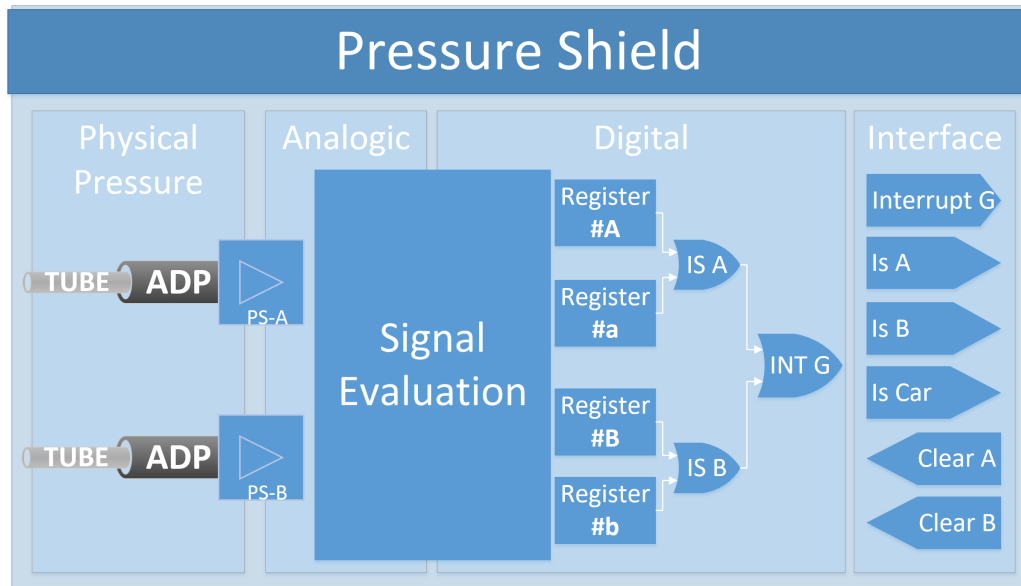 Pressure Shield
Physical
Pressure
Analogic
Digital
Interface
TUBE
ADP
PS-A
TUBE
ADP
PS-B
Signal
Evaluation
Register
#A
Register
#a
Register
#B
Register
#b
IS A
IS B
INT G
Interrupt G
Is A
Is B
Is Car
Clear A
Clear B